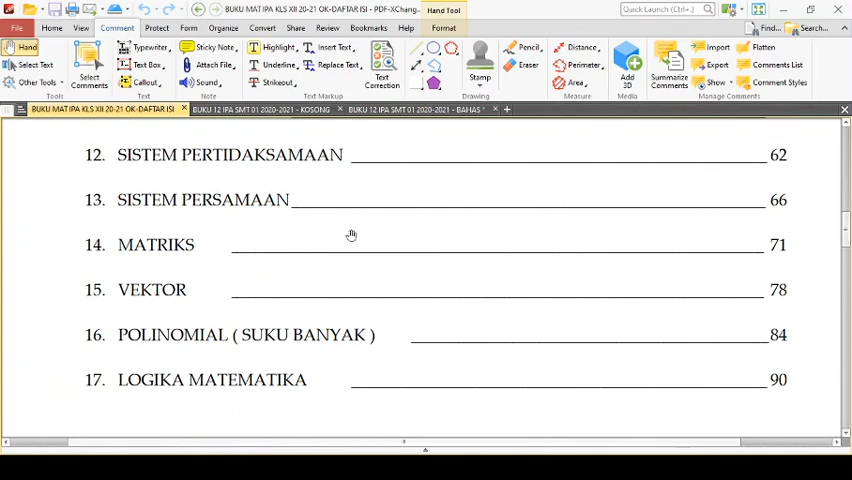 BUKU MAT IPA KLS XII 20-21 OK-DAFTAR ISI - PDF-XChang...
Hand Tool
Quick Launch (Ctrl+.)
File Home View Comment Protect Form Organize Convert Share Review Bookmarks Help Format
Find...
Search...
Hand
Select Text
Other Tools
Tools
Select Comments
Typewriter
Text Box
Callout
Text
Sticky Note
Attach File
Sound
Note
Highlight
Underline
Strikeout
Insert Text
Replace Text
Text Markup
Text Correction
Drawing
Pencil
Eraser
Stamp
Distance
Perimeter
Area
Measure
Add 3D
Media
Summarize Comments
Import
Export
Show
Flatten
Comments List
Comment Styles
Manage Comments
BUKU MAT IPA KLS XII 20-21 OK-DAFTAR ISI
BUKU 12 IPA SMT 01 2020-2021 - KOSONG
BUKU 12 IPA SMT 01 2020-2021 - BAHAS *
12. SISTEM PERTIDAKSAMAAN 62
13. SISTEM PERSAMAAN 66
14. MATRIKS 71
15. VEKTOR 78
16. POLINOMIAL ( SUKU BANYAK ) 84
17. LOGIKA MATEMATIKA 90